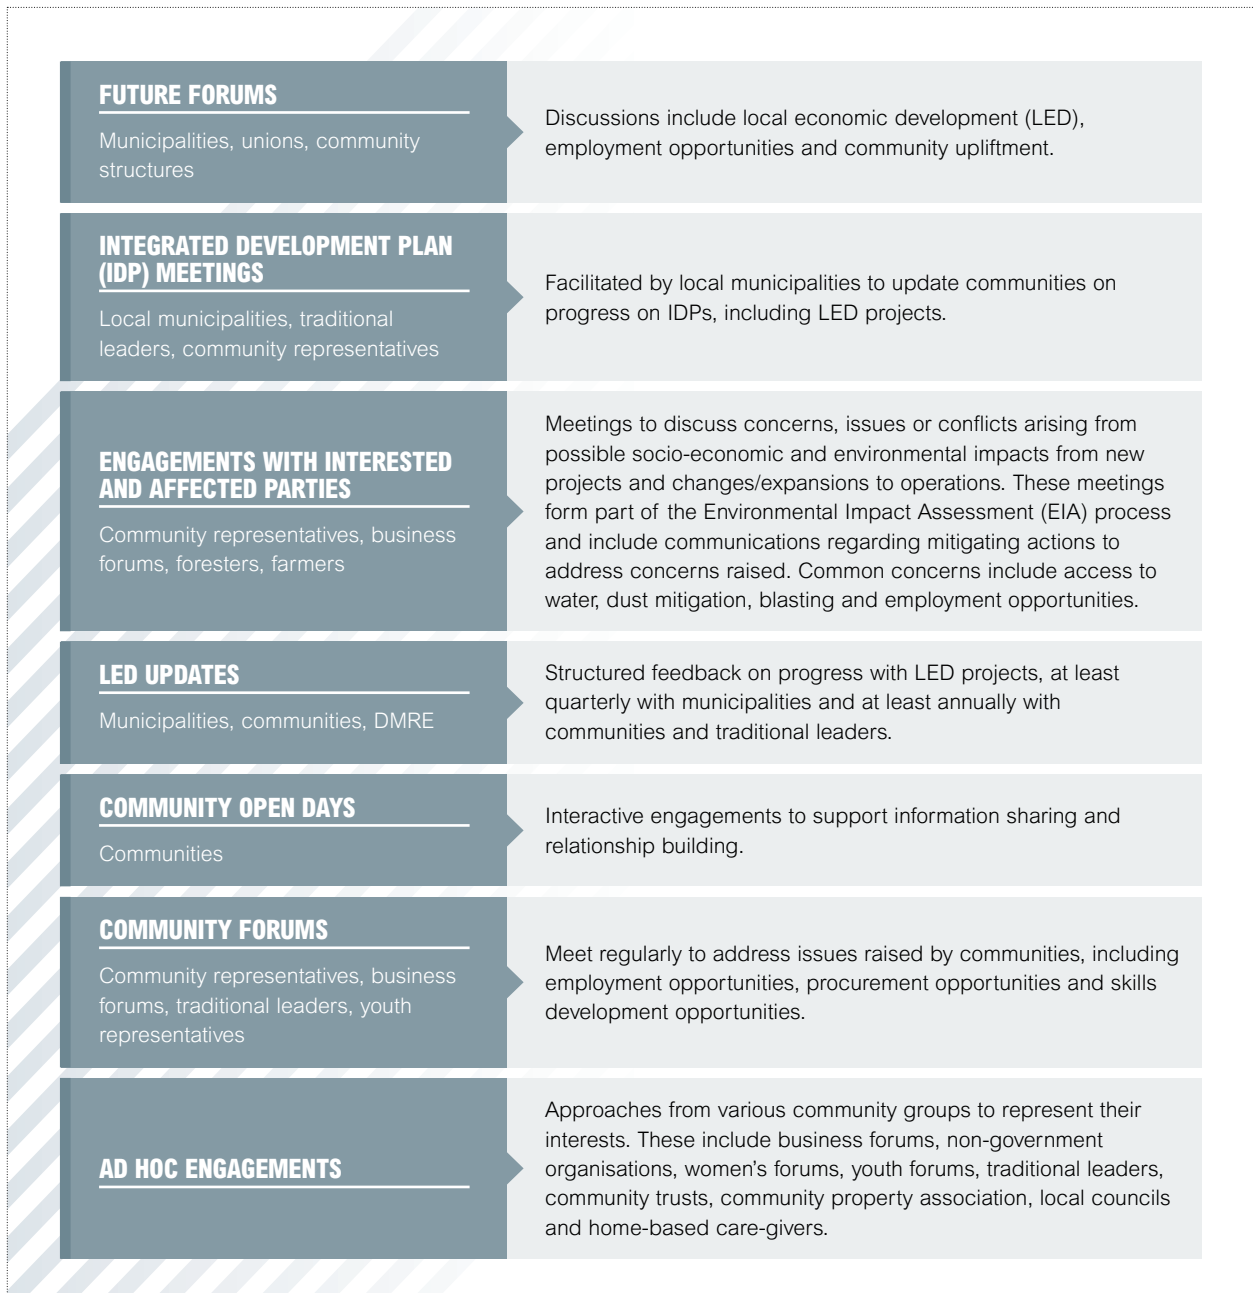 FUTURE FORUMS
Municipalities, unions, community
structures
Discussions include local economic development (LED),
employment opportunities and community upliftment.
INTEGRATED DEVELOPMENT PLAN
(IDP) MEETINGS
Local municipalities, traditional
leaders, community representatives
Facilitated by local municipalities to update communities on
progress on IDPs, including LED projects.
ENGAGEMENTS WITH INTERESTED
AND AFFECTED PARTIES
Community representatives, business
forums, foresters, farmers
Meetings to discuss concerns, issues or conflicts arising from
possible socio-economic and environmental impacts from new
projects and changes/expansions to operations. These meetings
form part of the Environmental Impact Assessment (EIA) process
and include communications regarding mitigating actions to
address concerns raised. Common concerns include access to
water, dust mitigation, blasting and employment opportunities.
LED UPDATES
Municipalities, communities, DMRE
Structured feedback on progress with LED projects, at least
quarterly with municipalities and at least annually with
communities and traditional leaders.
COMMUNITY OPEN DAYS
Communities
Interactive engagements to support information sharing and
relationship building.
COMMUNITY FORUMS
Community representatives, business
forums, traditional leaders, youth
representatives
Meet regularly to address issues raised by communities, including
employment opportunities, procurement opportunities and skills
development opportunities.
AD HOC ENGAGEMENTS
Approaches from various community groups to represent their
interests. These include business forums, non-government
organisations, women's forums, youth forums, traditional leaders,
community trusts, community property association, local councils
and home-based care-givers.